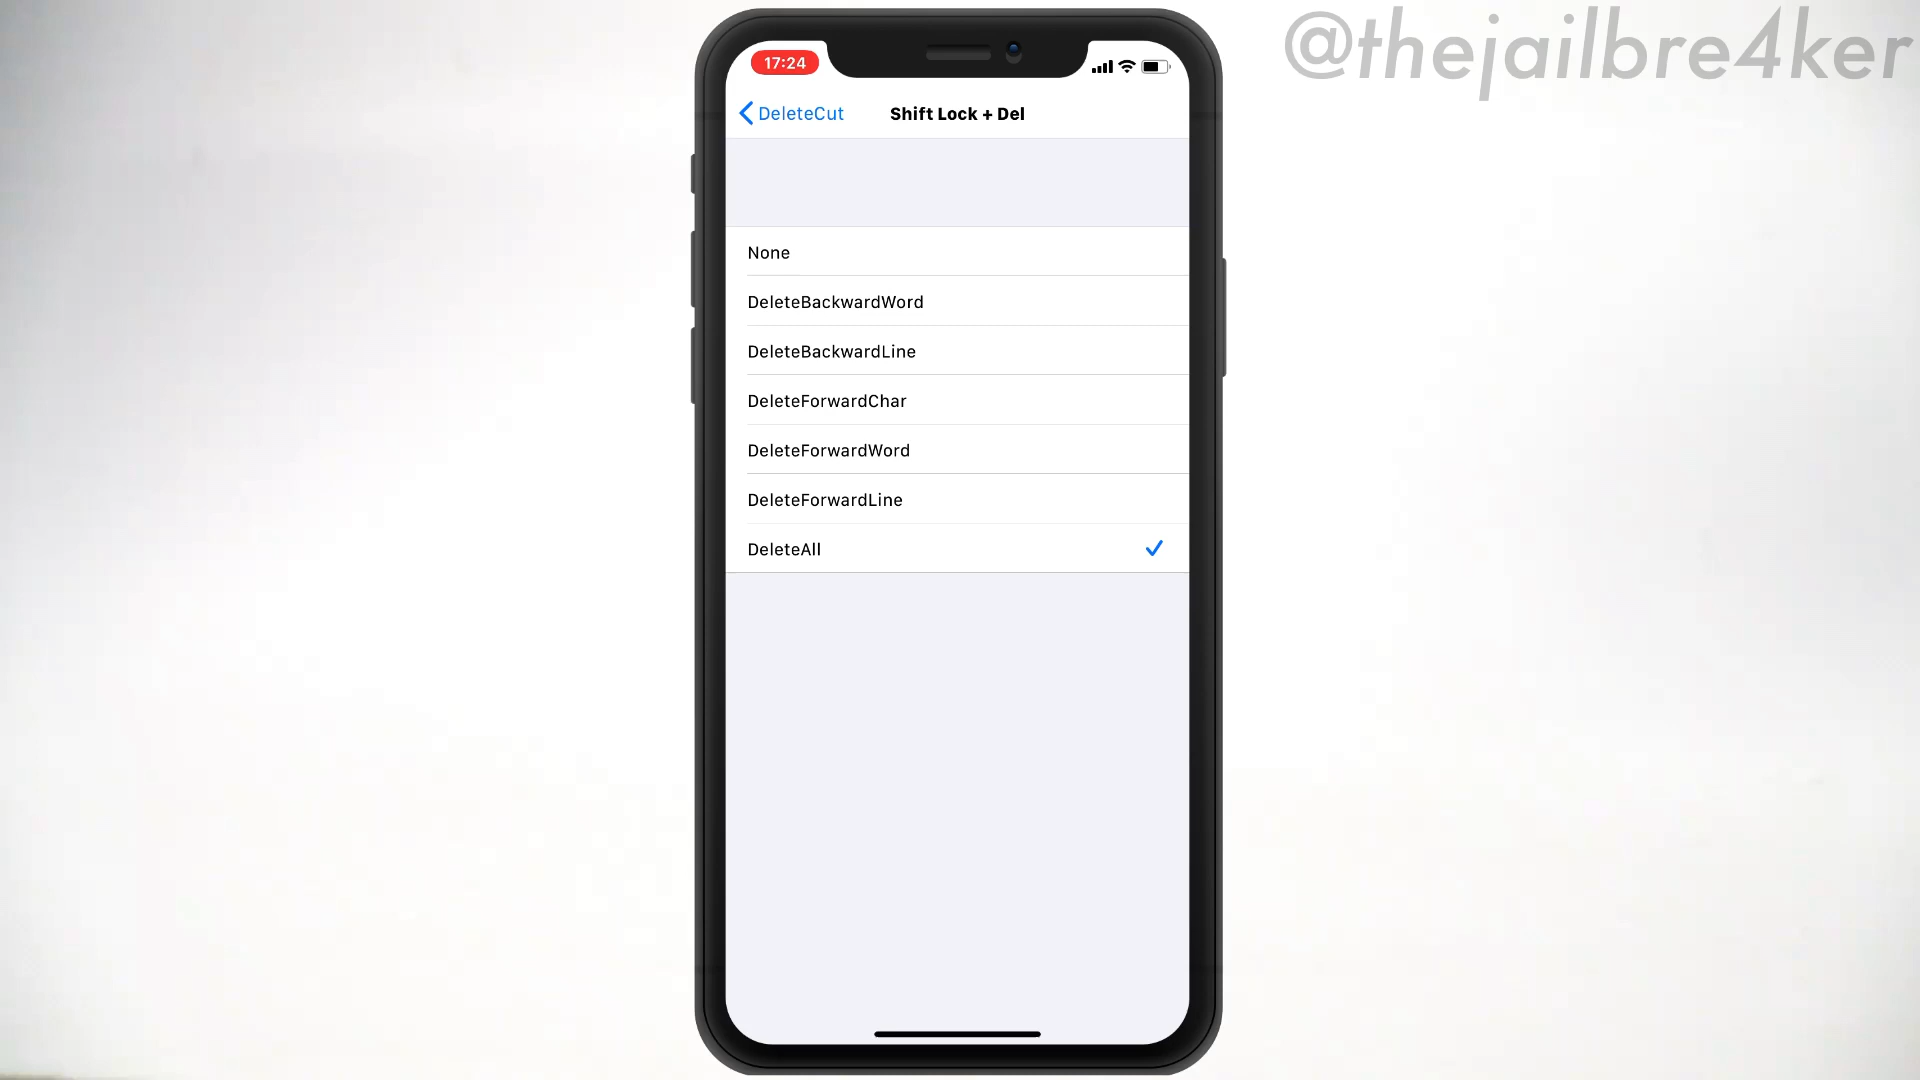 @thejailbre4ker
17:24
DeleteCut
Shift Lock + Del
None
DeleteBackwardWord
DeleteBackwardLine
DeleteForwardChar
DeleteForwardWord
DeleteForwardLine
DeleteAll